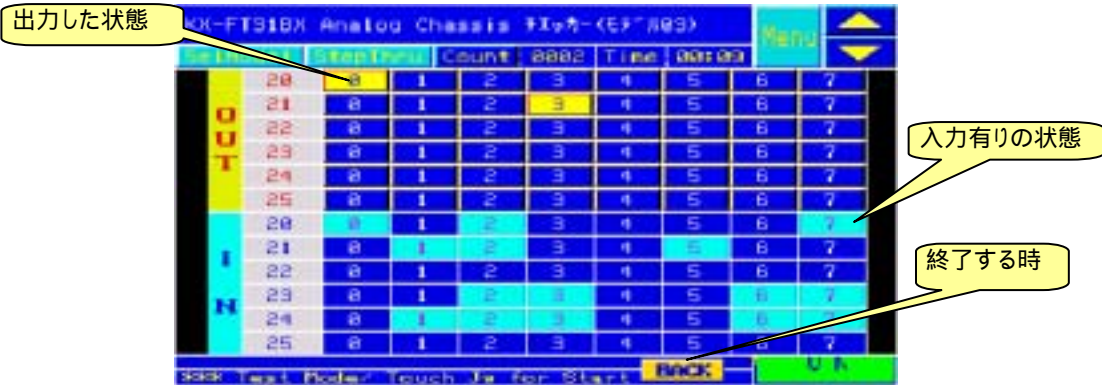 出力した状態
KX-FT31BX Analog Chassis チェッカー(モデル03)
Menu
StepThru Count 0002 Time 00:09
OUT
20 0 1 2 3 4 5 6 7
21 0 1 2 3 4 5 6 7
22 0 1 2 3 4 5 6 7
23 0 1 2 3 4 5 6 7
24 0 1 2 3 4 5 6 7
25 0 1 2 3 4 5 6 7
入力有りの状態
IN
20 0 1 2 3 4 5 6 7
21 0 1 2 3 4 5 6 7
22 0 1 2 3 4 5 6 7
23 0 1 2 3 4 5 6 7
24 0 1 2 3 4 5 6 7
25 0 1 2 3 4 5 6 7
終了する時
*** Test Mode/ Touch Me for Start
BACK